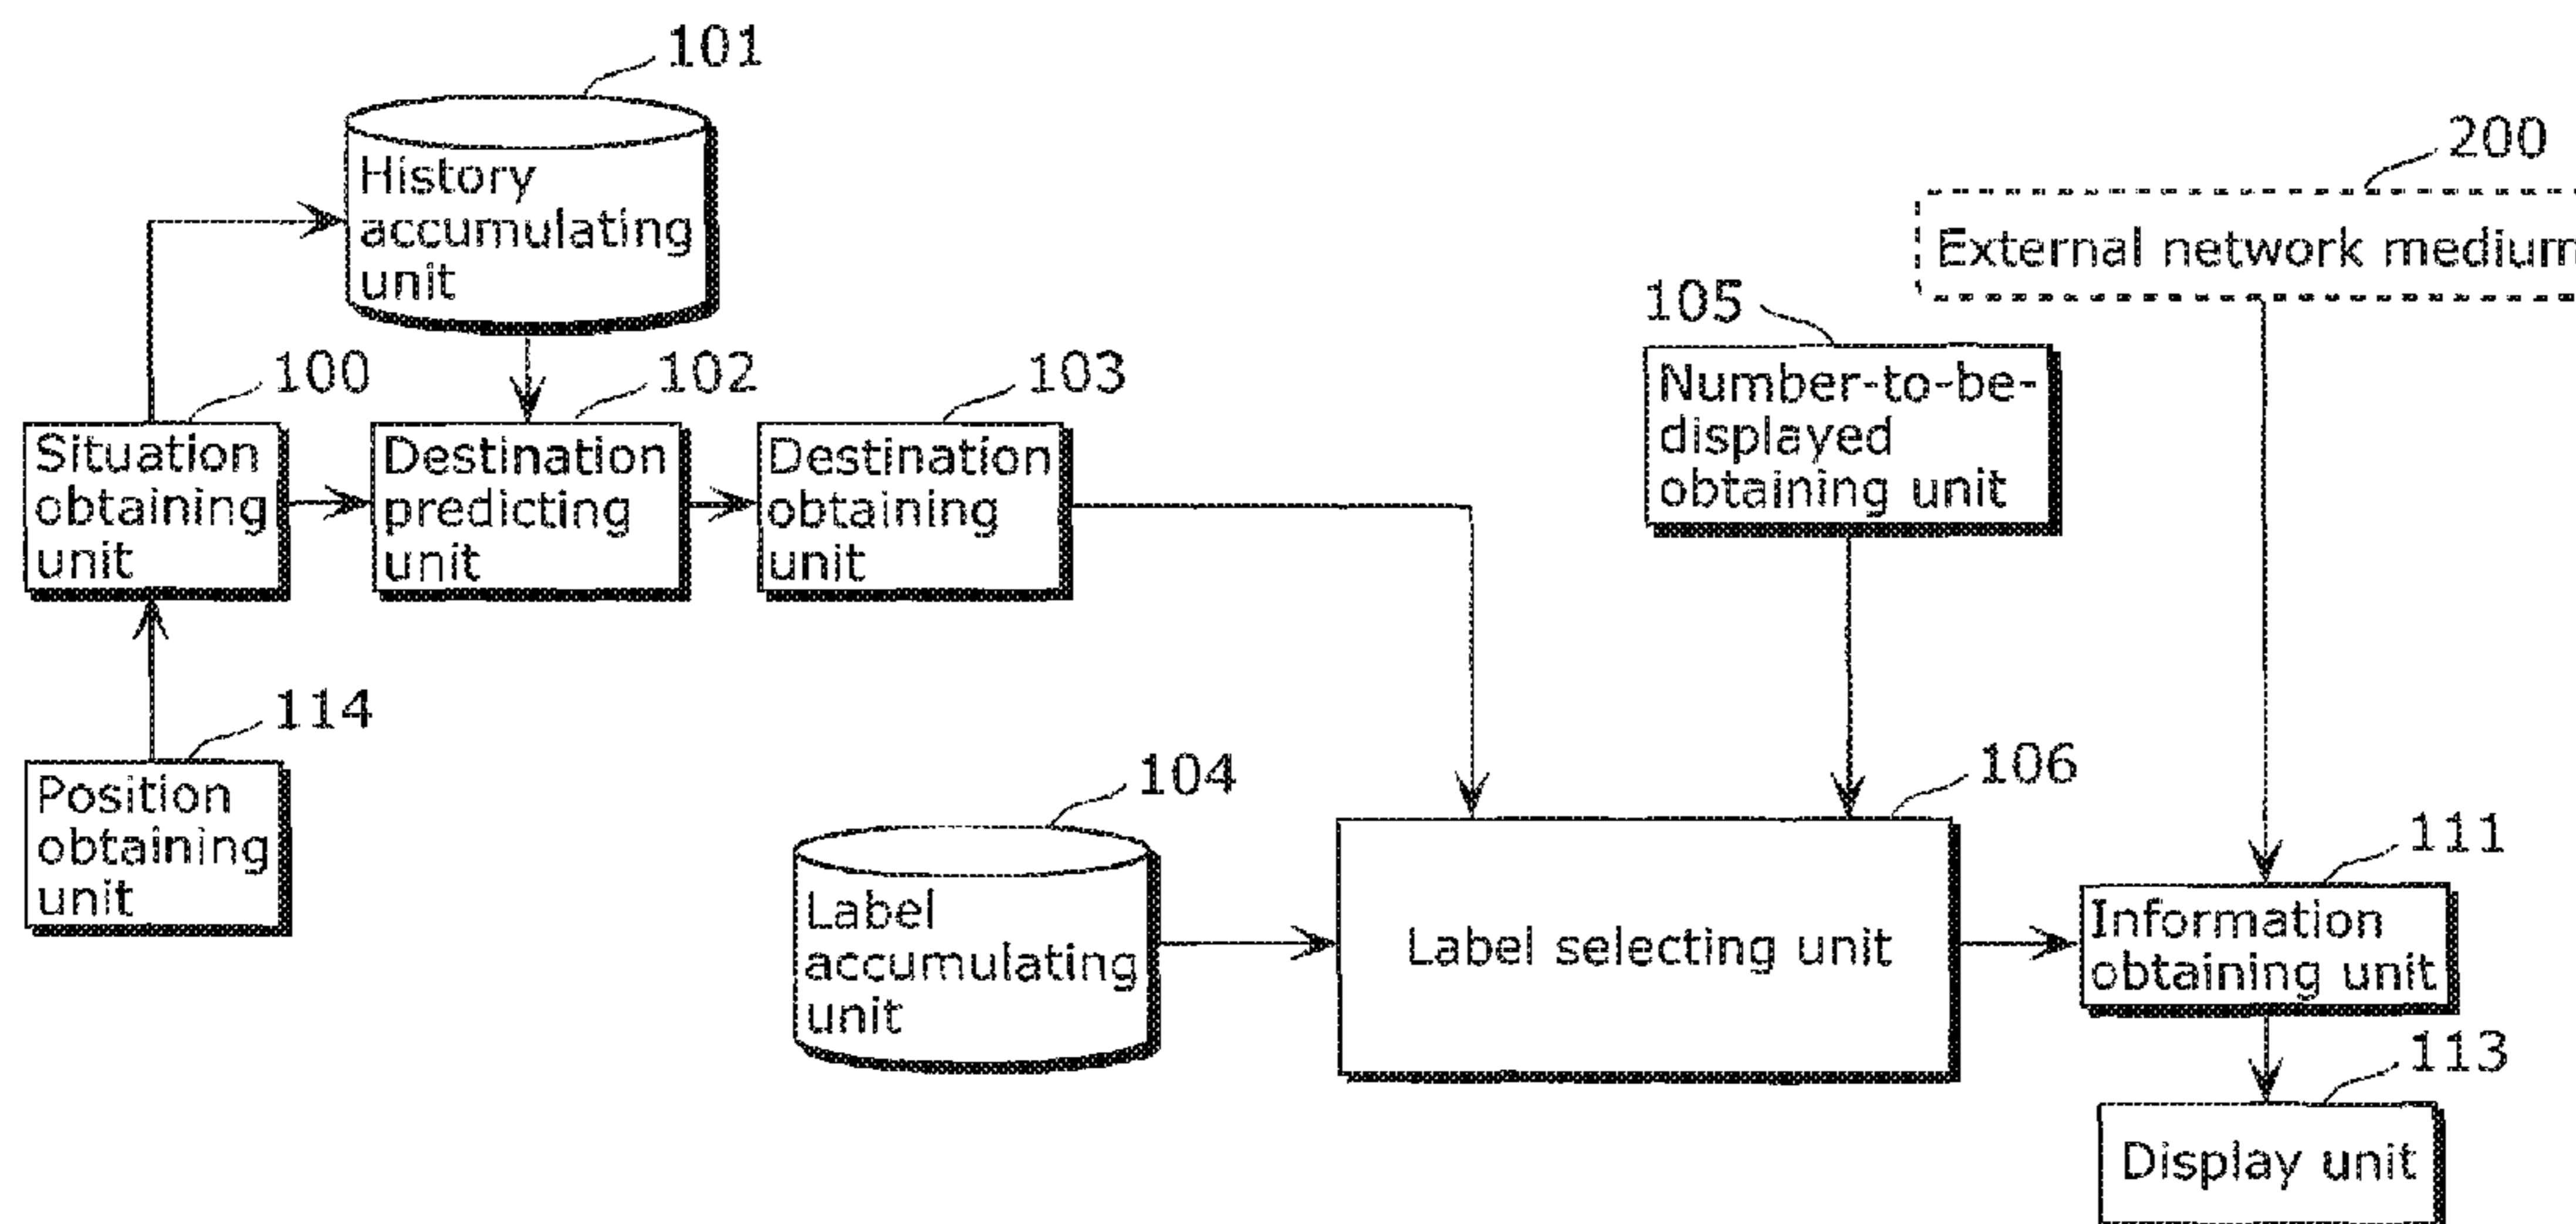 101
History
accumulating
unit
200
External network medium
105
Number-to-be-
displayed
obtaining unit
100
Situation
obtaining
unit
102
Destination
predicting
unit
103
Destination
obtaining
unit
114
Position
obtaining
unit
104
Label
accumulating
unit
106
Label selecting unit
111
Information
obtaining unit
113
Display unit